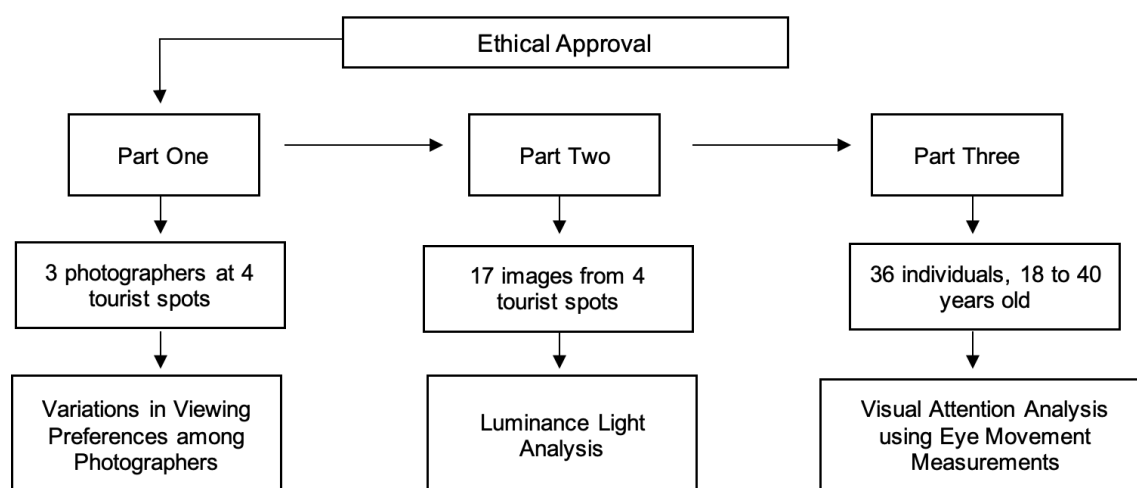 Ethical Approval
Part One
Part Two
Part Three
3 photographers at 4
tourist spots
17 images from 4
tourist spots
36 individuals, 18 to 40
years old
Variations in Viewing
Preferences among
Photographers
Luminance Light
Analysis
Visual Attention Analysis
using Eye Movement
Measurements